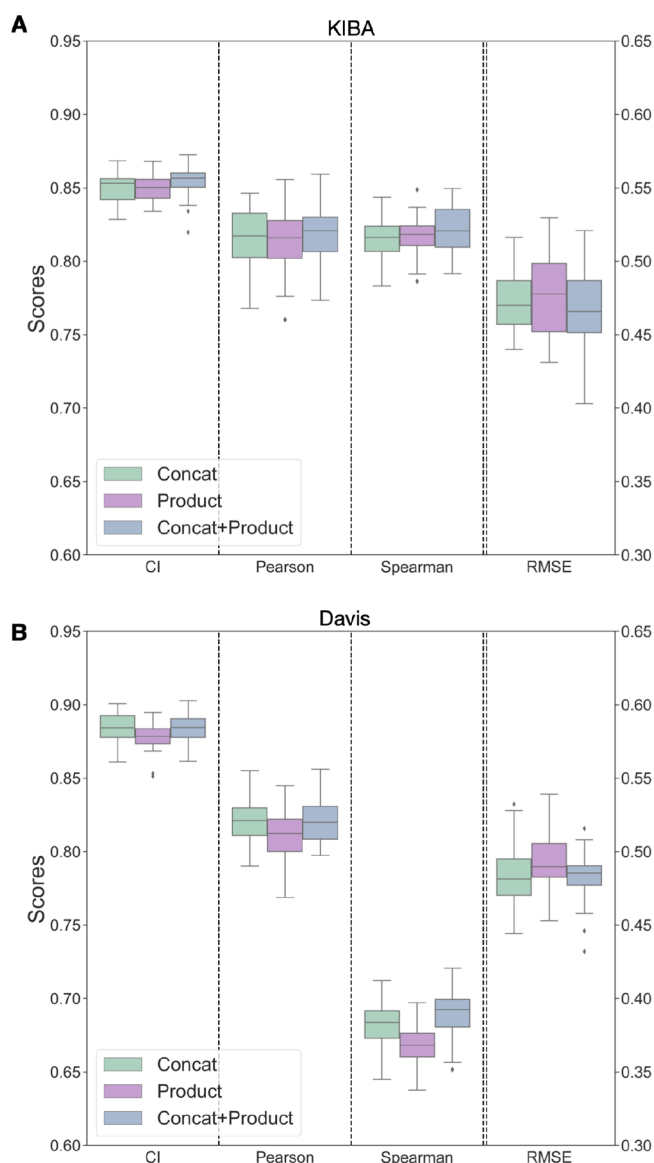 A
KIBA
0.95
0.90
0.85
0.80
0.75
0.70
0.65
0.60
Scores
0.65
0.60
0.55
0.50
0.45
0.40
0.35
0.30
Concat
Product
Concat+Product
CI Pearson Spearman RMSE
B
Davis
0.95
0.90
0.85
0.80
0.75
0.70
0.65
0.60
Scores
0.65
0.60
0.55
0.50
0.45
0.40
0.35
0.30
Concat
Product
Concat+Product
CI Pearson Spearman RMSE